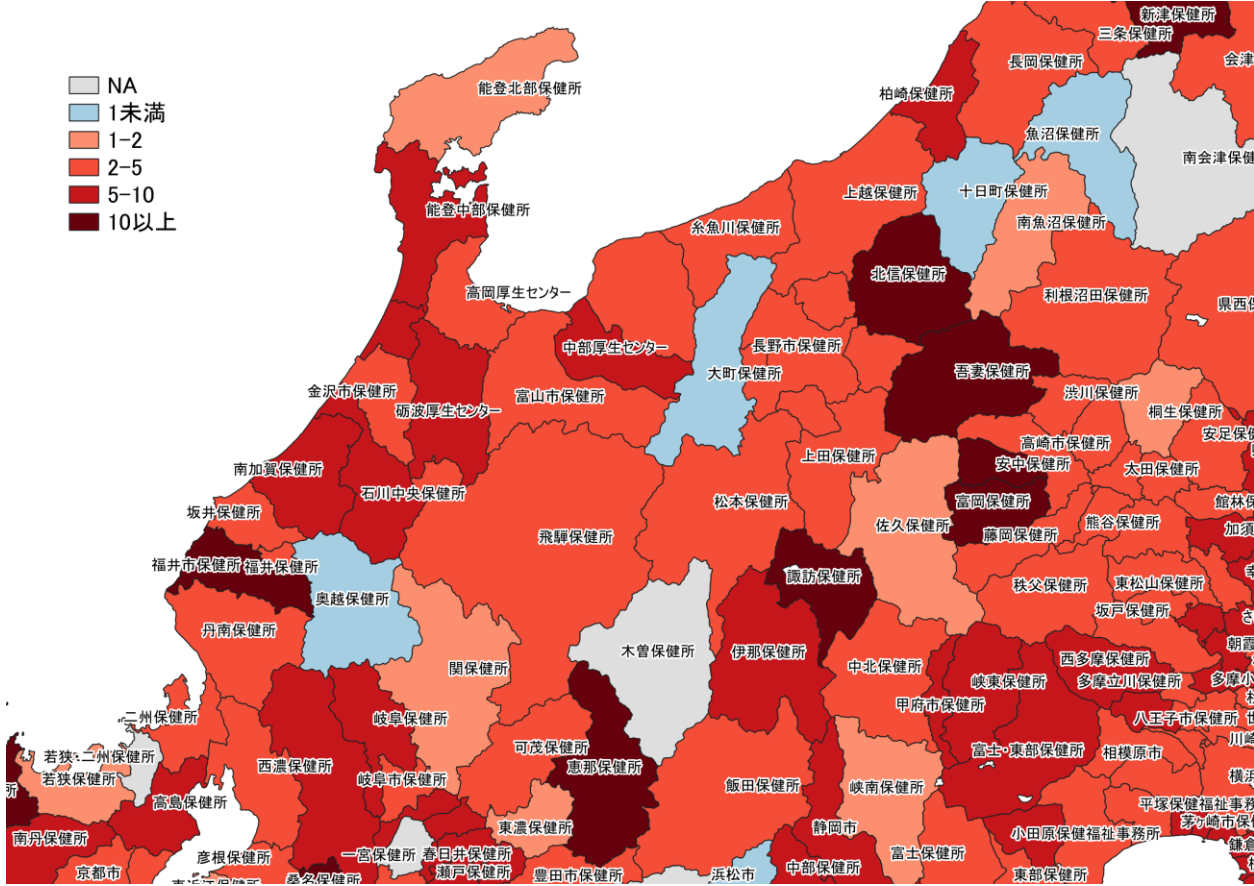 NA
1未満
1-2
2-5
5-10
10以上
新津保健所
三条保健所
長岡保健所
会津
能登北部保健所
柏崎保健所
魚沼保健所
南会津保健
十日町保健所
上越保健所
能登中部保健所
南魚沼保健所
糸魚川保健所
北信保健所
高岡厚生センター
利根沼田保健所
県西保
中部厚生センター
長野市保健所
大町保健所
吾妻保健所
金沢市保健所
富山市保健所
渋川保健所
砺波厚生センター
桐生保健所
安足保健
高崎市保健所
上田保健所
安中保健所
太田保健所
南加賀保健所
石川中央保健所
松本保健所
富岡保健所
館林保
坂井保健所
佐久保健所
熊谷保健所
加須
飛騨保健所
藤岡保健所
福井市保健所
福井保健所
諏訪保健所
秩父保健所
東松山保健所
幸
奥越保健所
坂戸保健所
さ
丹南保健所
朝霞
木曽保健所
伊那保健所
関保健所
中北保健所
西多摩保健所
峡東保健所
多摩立川保健所
多摩小
甲府市保健所
二州保健所
岐阜保健所
八王子市保健所
世
可茂保健所
富士・東部保健所
相模原市
川崎
若狭・二州保健所
西濃保健所
恵那保健所
若狭保健所
岐阜市保健所
飯田保健所
峡南保健所
横浜
所
高島保健所
平塚保健福祉事務
茅ヶ崎市保健
東濃保健所
静岡市
南丹保健所
小田原保健福祉事務所
鎌倉
一宮保健所
春日井保健所
彦根保健所
富士保健所
京都市
瀬戸保健所
豊田市保健所
浜松市
中部保健所
東部保健所
東近江保健所
桑名保健所